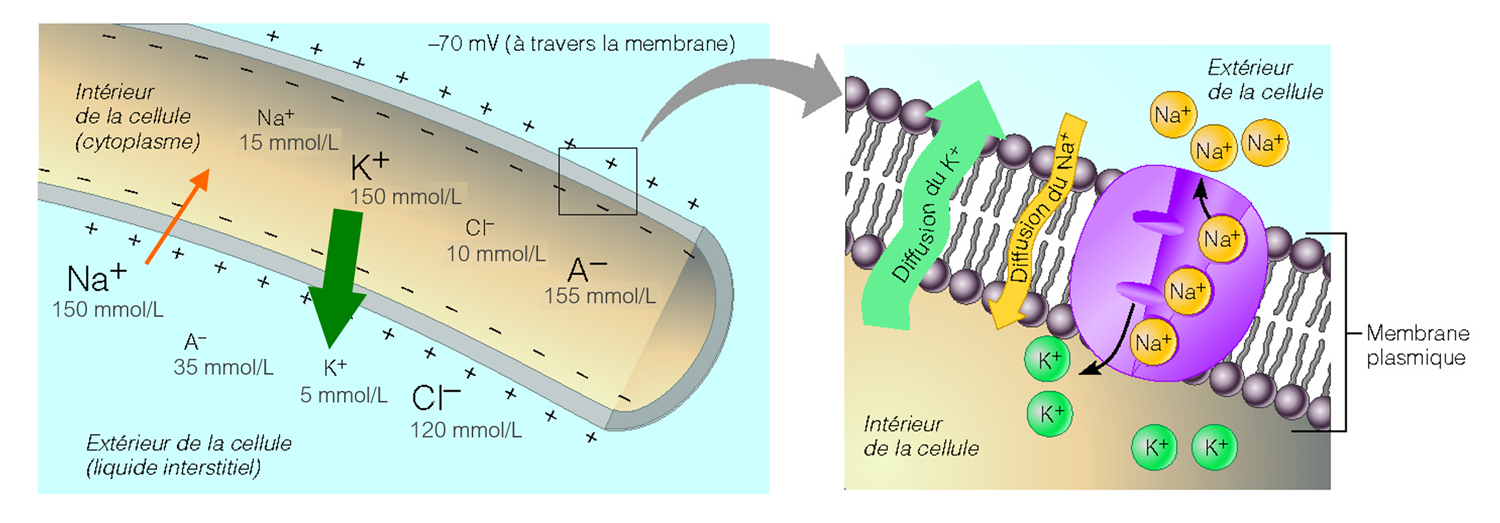 –70 mV (à travers la membrane)
Intérieur
de la cellule
(cytoplasme)
Na+
15 mmol/L
K+
150 mmol/L
Cl–
10 mmol/L
A–
155 mmol/L
Na+
150 mmol/L
A–
35 mmol/L
K+
5 mmol/L
Cl–
120 mmol/L
Extérieur de la cellule
(liquide interstitiel)
Extérieur
de la cellule
Na+
Na+
Na+
Diffusion du K+
Diffusion du Na+
Na+
Na+
Na+
K+
K+
K+
K+
Intérieur
de la cellule
Membrane
plasmique